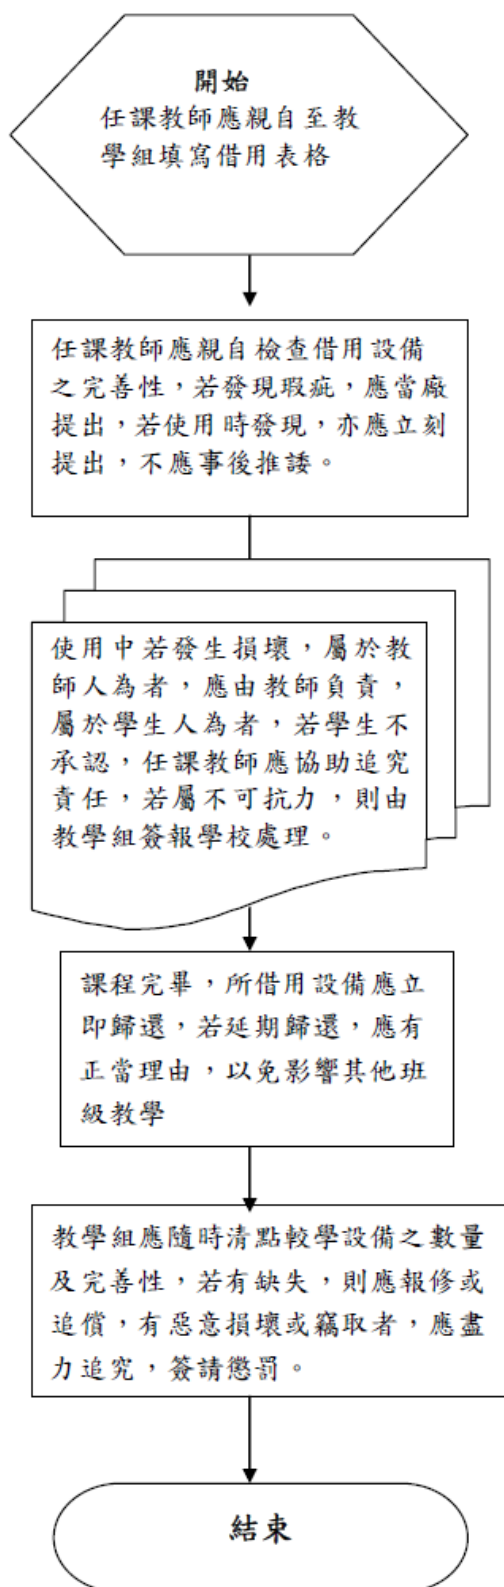 開始
任課教師應親自至教
學組填寫借用表格
任課教師應親自檢查借用設備
之完善性，若發現瑕疵，應當廠
提出，若使用時發現，亦應立刻
提出，不應事後推諉。
使用中若發生損壞，屬於教
師人為者，應由教師負責，
屬於學生人為者，若學生不
承認，任課教師應協助追究
責任，若屬不可抗力，則由
教學組簽報學校處理。
課程完畢，所借用設備應立
即歸還，若延期歸還，應有
正當理由，以免影響其他班
級教學
教學組應隨時清點較學設備之數量
及完善性，若有缺失，則應報修或
追償，有惡意損壞或竊取者，應盡
力追究，簽請懲罰。
結束